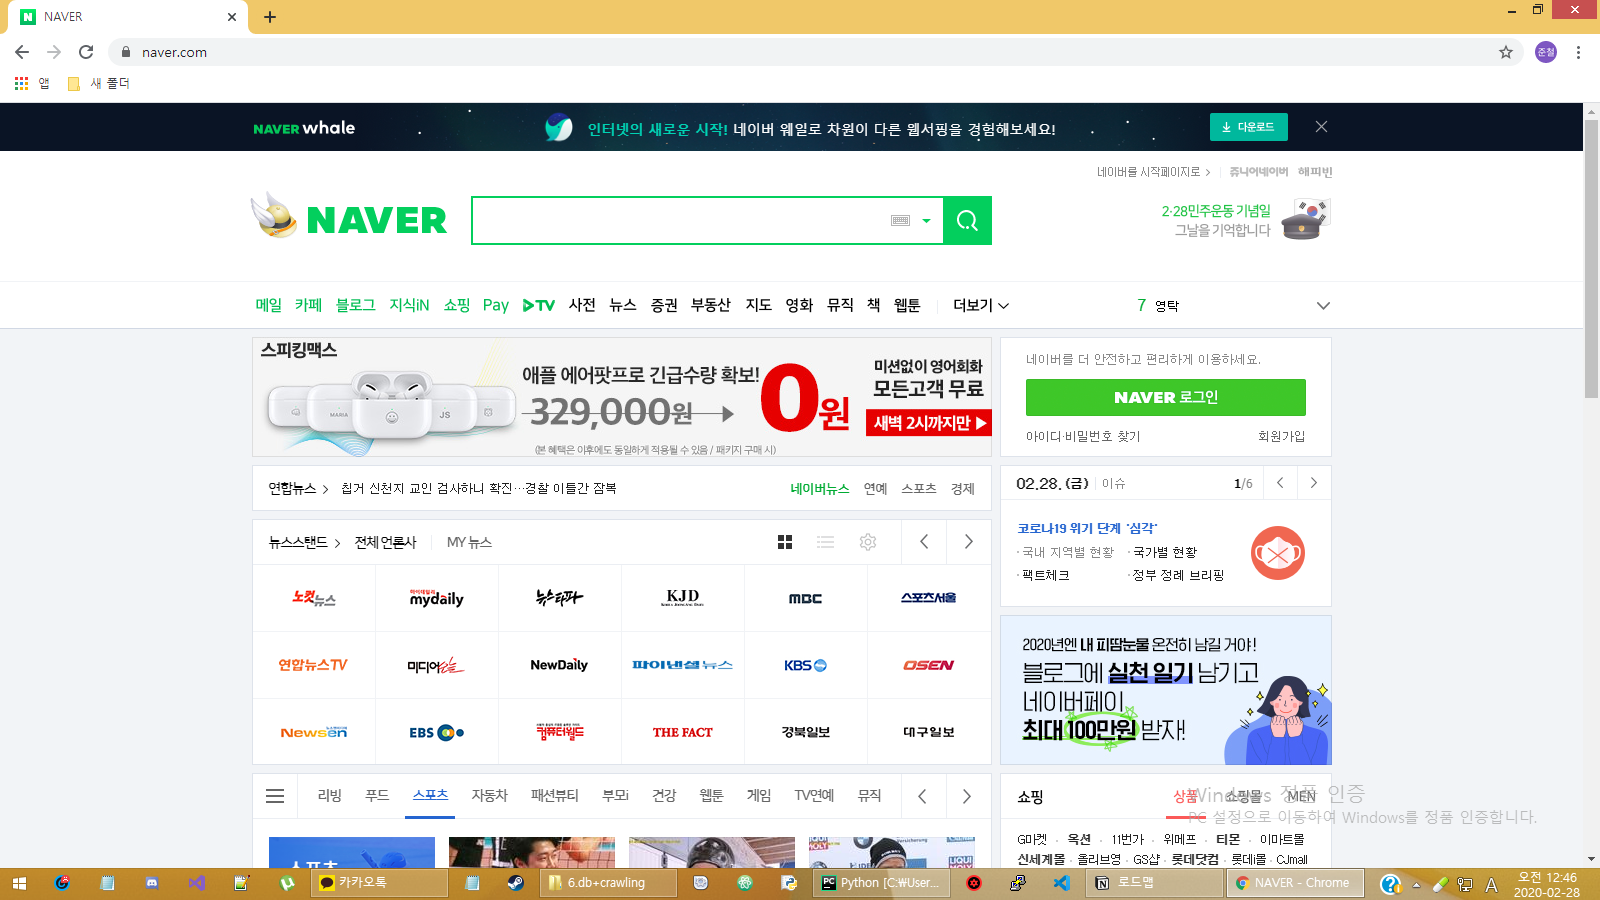 NAVER
naver.com
준철
앱 새 폴더
NAVER whale
인터넷의 새로운 시작! 네이버 웨일로 차원이 다른 웹서핑을 경험해보세요!
다운로드
네이버를 시작페이지로 쥬니어네이버 해피빈
NAVER
2·28민주운동 기념일
그날을 기억합니다
메일 카페 블로그 지식iN 쇼핑 Pay TV 사전 뉴스 증권 부동산 지도 영화 뮤직 책 웹툰 더보기
7 영탁
스피킹맥스
MARIA JS
애플 에어팟프로 긴급수량 확보!
329,000원
0원
(본 혜택은 이후에도 동일하게 적용될 수 있음 / 패키지 구매 시)
미션없이 영어회화
모든고객 무료
새벽 2시까지만 ▶
네이버를 더 안전하고 편리하게 이용하세요.
NAVER 로그인
아이디·비밀번호 찾기 회원가입
연합뉴스 칩거 신천지 교인 검사하니 확진…경찰 이틀간 잠복
네이버뉴스 연예 스포츠 경제
02.28. (금) 이슈 1/6
코로나19 위기 단계 '심각'
· 국내 지역별 현황 · 국가별 현황
· 팩트체크 · 정부 정례 브리핑
뉴스스탠드 전체 언론사 MY 뉴스
노컷뉴스 마이데일리 mydaily 뉴스타파 KJD MBC 스포츠서울
연합뉴스TV 미디어오늘 NewDaily 파이낸셜뉴스 KBS OSEN
Newsen EBS 컴퓨터월드 THE FACT 경북일보 대구일보
2020년엔 내 피땀눈물 온전히 남길 거야!
블로그에 실천 일기 남기고
네이버페이
최대 100만원 받자!
리빙 푸드 스포츠 자동차 패션뷰티 부모i 건강 웹툰 게임 TV연예 뮤직
쇼핑 상품 쇼핑몰 MEN
Windows 정품 인증
PC 설정으로 이동하여 Windows를 정품 인증합니다.
G마켓 · 옥션 · 11번가 · 위메프 · 티몬 · 이마트몰
신세계몰 · 올리브영 · GS샵 · 롯데닷컴 · 롯데i몰 · CJmall
스포츠
LIQUI MOLY
LIQUI MOLY
카카오톡
6.db+crawling
Python [C:₩User...
로드맵
NAVER - Chrome
A
오전 12:46
2020-02-28